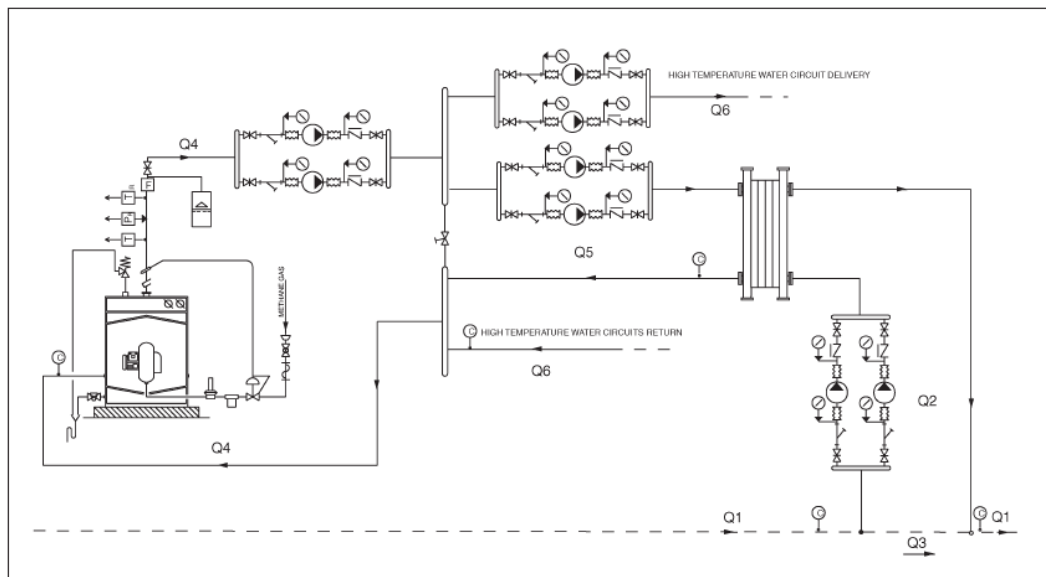 HIGH TEMPERATURE WATER CIRCUIT DELIVERY
Q6
Q4
F
T R
P R
T
Q5
METHANE GAS
C
C
HIGH TEMPERATURE WATER CIRCUITS RETURN
C
Q6
Q2
Q4
Q1
C
C
Q1
Q3